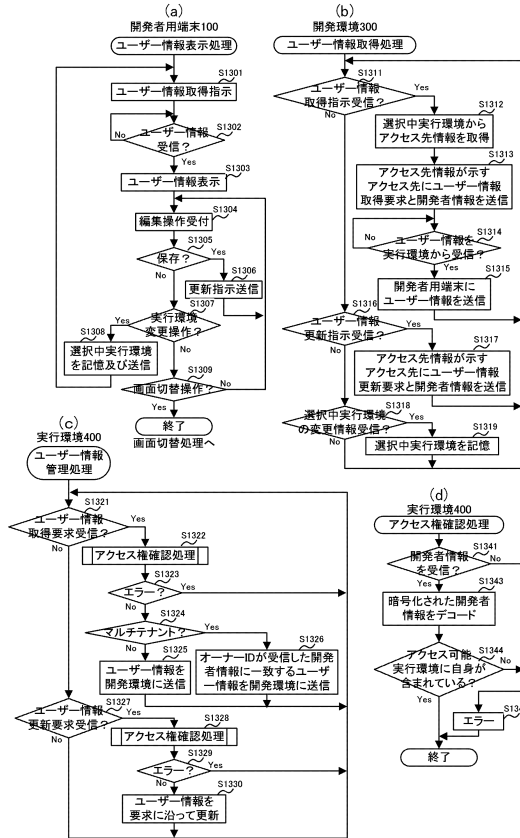 (a)
開発者用端末100
ユーザー情報表示処理
S1301
ユーザー情報取得指示
S1302
No
ユーザー情報
受信?
Yes
S1303
ユーザー情報表示
S1304
編集操作受付
S1305
保存?
Yes
No
S1306
更新指示送信
S1307
実行環境
変更操作?
Yes
No
S1308
選択中実行環境
を記憶及び送信
S1309
画面切替操作?
No
Yes
終了
画面切替処理へ
(b)
開発環境300
ユーザー情報取得処理
S1311
ユーザー情報
取得指示受信?
Yes
No
S1312
選択中実行環境から
アクセス先情報を取得
S1313
アクセス先情報が示す
アクセス先にユーザー情報
取得要求と開発者情報を送信
S1314
No
ユーザー情報を
実行環境から受信?
Yes
S1315
開発者用端末に
ユーザー情報を送信
S1316
ユーザー情報
更新指示受信?
Yes
No
S1317
アクセス先情報が示す
アクセス先にユーザー情報
更新要求と開発者情報を送信
S1318
選択中実行環境
の変更情報受信?
Yes
No
S1319
選択中実行環境を記憶
(c)
実行環境400
ユーザー情報
管理処理
S1321
ユーザー情報
取得要求受信?
Yes
No
S1322
アクセス権確認処理
S1323
エラー?
Yes
No
S1324
マルチテナント?
Yes
No
S1325
ユーザー情報を
開発環境に送信
S1326
オーナーIDが受信した開発
者情報に一致するユーザ
ー情報を開発環境に送信
S1327
ユーザー情報
更新要求受信?
Yes
No
S1328
アクセス権確認処理
S1329
エラー?
Yes
No
S1330
ユーザー情報を
要求に沿って更新
(d)
実行環境400
アクセス権確認処理
S1341
開発者情報
を受信?
No
Yes
S1343
暗号化された開発者
情報をデコード
S1344
アクセス可能
実行環境に自身が
含まれている?
No
Yes
エラー
終了